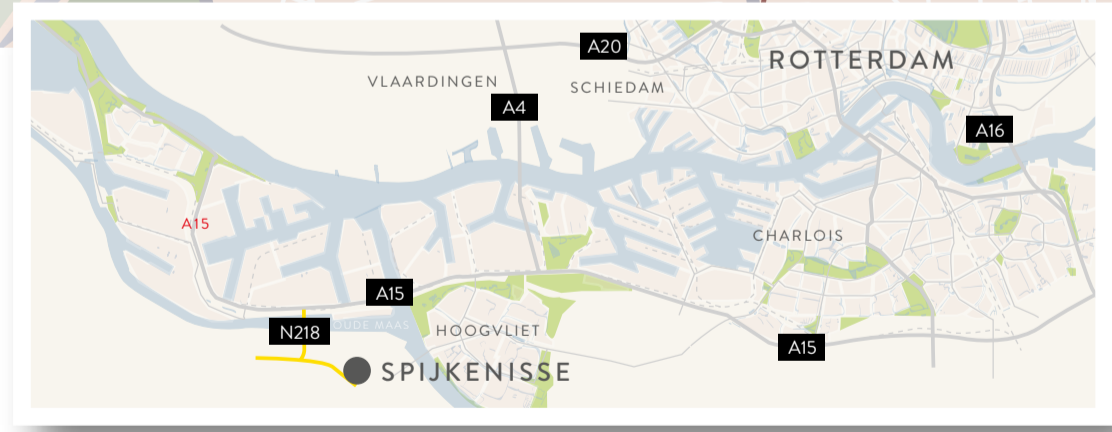 A20
ROTTERDAM
VLAARDINGEN
SCHIEDAM
A4
A16
A15
CHARLOIS
A15
OUDE MAAS
N218
HOOGVLIET
A15
SPIJKENISSE